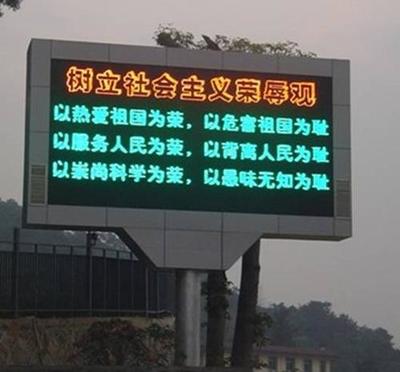 树立社会主义荣辱观
以热爱祖国为荣，以危害祖国为耻
以服务人民为荣，以背离人民为耻
以崇尚科学为荣，以愚昧无知为耻